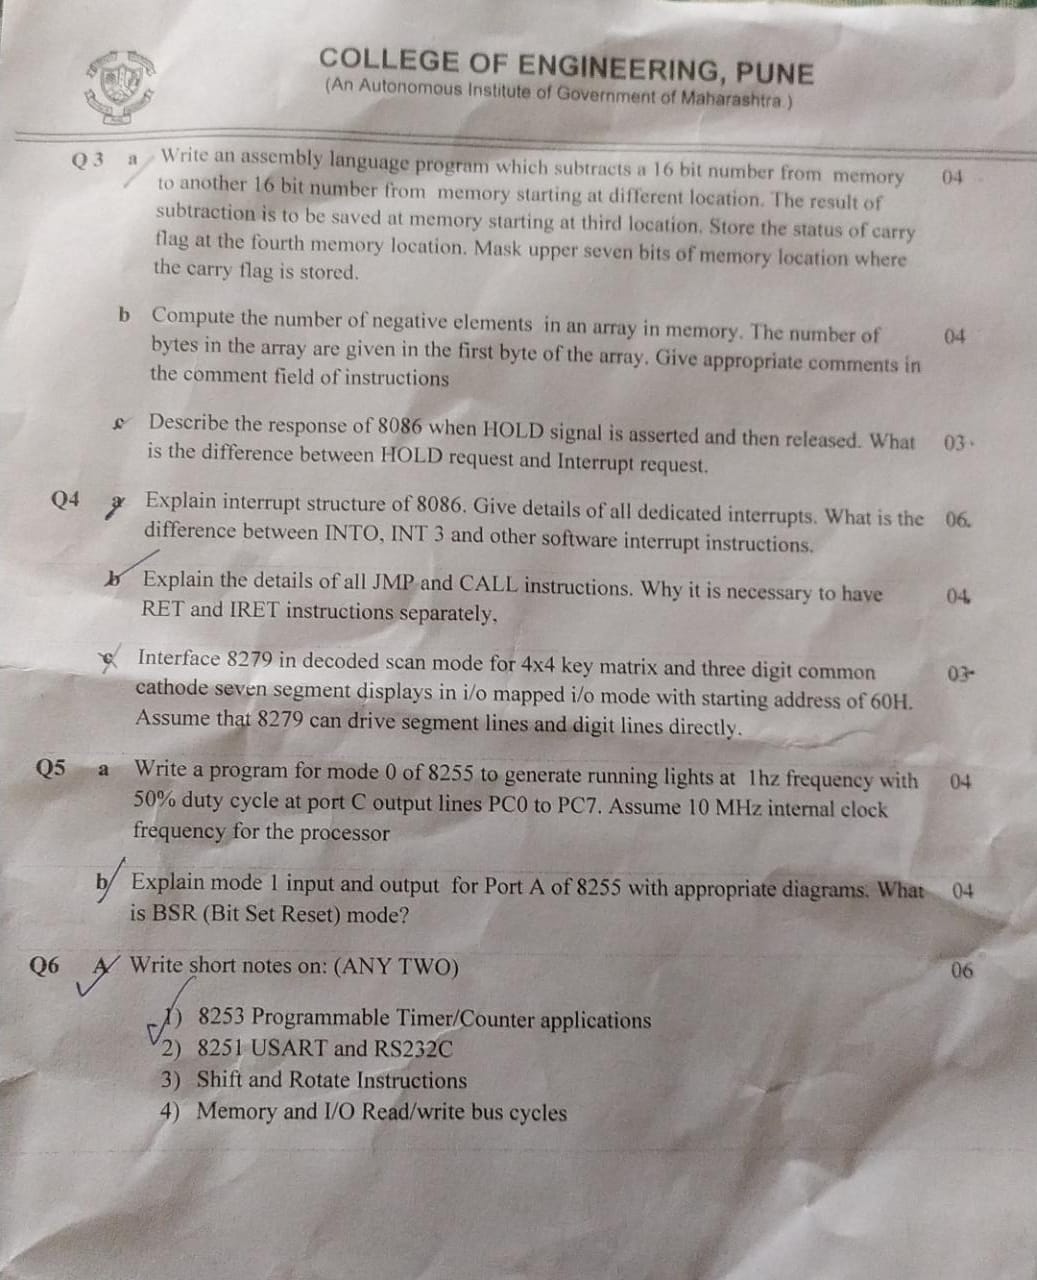 COLLEGE OF ENGINEERING, PUNE
(An Autonomous Institute of Government of Maharashtra.)
Q 3 a Write an assembly language program which subtracts a 16 bit number from memory 04
to another 16 bit number from memory starting at different location. The result of
subtraction is to be saved at memory starting at third location. Store the status of carry
flag at the fourth memory location. Mask upper seven bits of memory location where
the carry flag is stored.
b Compute the number of negative elements in an array in memory. The number of 04
bytes in the array are given in the first byte of the array. Give appropriate comments in
the comment field of instructions
c Describe the response of 8086 when HOLD signal is asserted and then released. What 03
is the difference between HOLD request and Interrupt request.
Q4 a Explain interrupt structure of 8086. Give details of all dedicated interrupts. What is the 06
difference between INTO, INT 3 and other software interrupt instructions.
b Explain the details of all JMP and CALL instructions. Why it is necessary to have 04
RET and IRET instructions separately.
c Interface 8279 in decoded scan mode for 4x4 key matrix and three digit common 03
cathode seven segment displays in i/o mapped i/o mode with starting address of 60H.
Assume that 8279 can drive segment lines and digit lines directly.
Q5 a Write a program for mode 0 of 8255 to generate running lights at 1hz frequency with 04
50% duty cycle at port C output lines PC0 to PC7. Assume 10 MHz internal clock
frequency for the processor
b Explain mode 1 input and output for Port A of 8255 with appropriate diagrams. What 04
is BSR (Bit Set Reset) mode?
Q6 A Write short notes on: (ANY TWO) 06
1) 8253 Programmable Timer/Counter applications
2) 8251 USART and RS232C
3) Shift and Rotate Instructions
4) Memory and I/O Read/write bus cycles